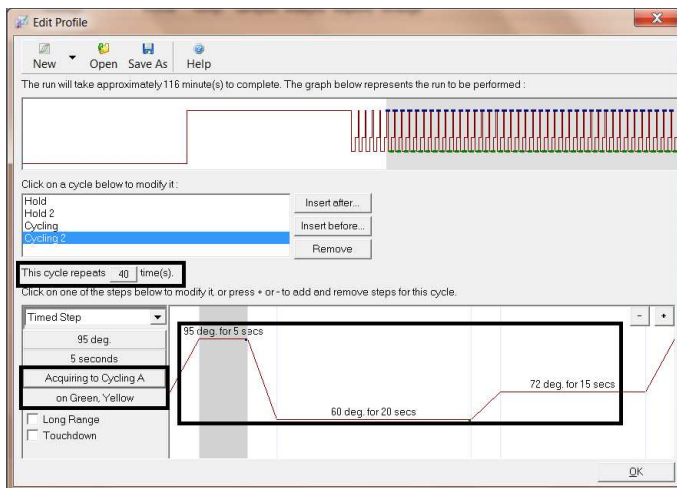 Edit Profile
New Open Save As Help
The run will take approximately 116 minute(s) to complete. The graph below represents the run to be performed :
Click on a cycle below to modify it :
Hold
Hold 2
Cycling
Cycling 2
Insert after...
Insert before...
Remove
This cycle repeats 40 time(s).
Click on one of the steps below to modify it, or press + or - to add and remove steps for this cycle.
Timed Step
- +
95 deg.
5 seconds
Acquiring to Cycling A
on Green, Yellow
Long Range
Touchdown
95 deg. for 5 secs
60 deg. for 20 secs
72 deg. for 15 secs
OK